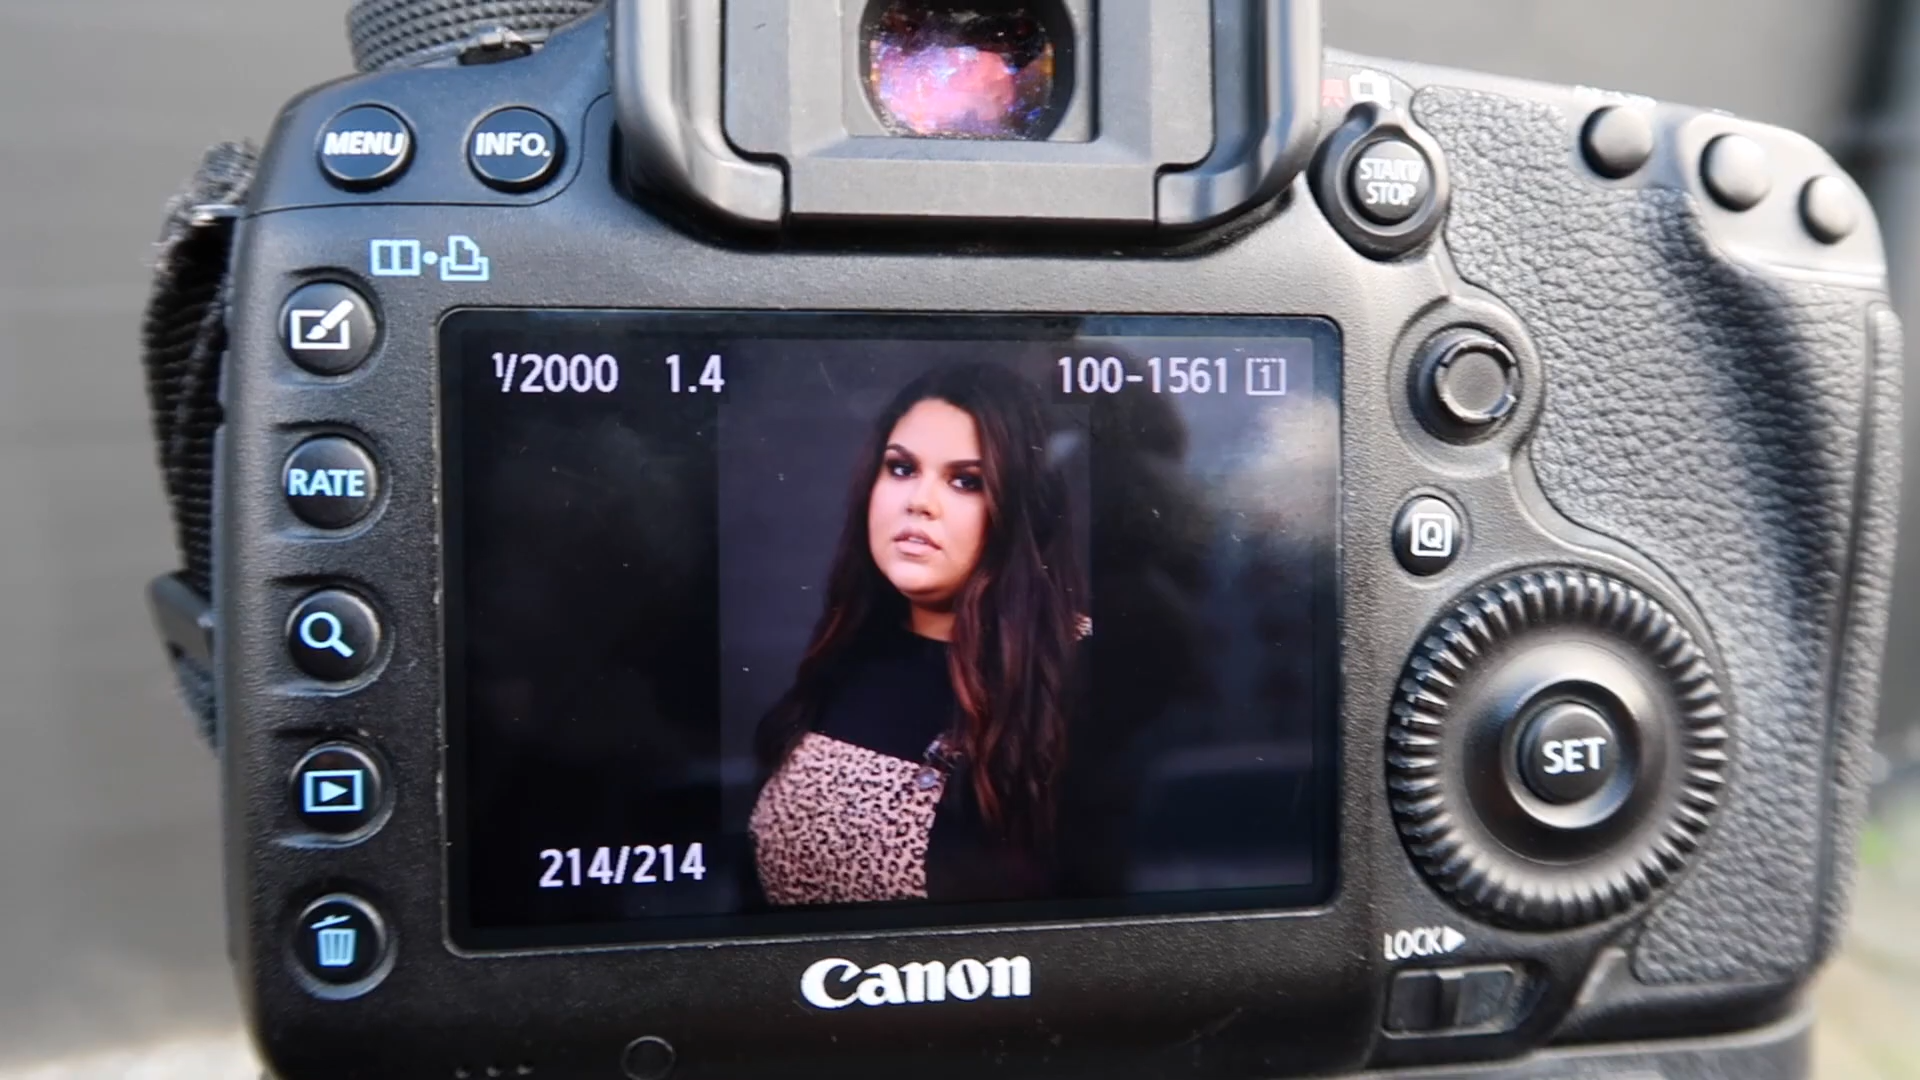 MENU INFO.
START/
STOP
1/2000 1.4 100-1561 1
RATE
Q
SET
214/214
LOCK▶
Canon